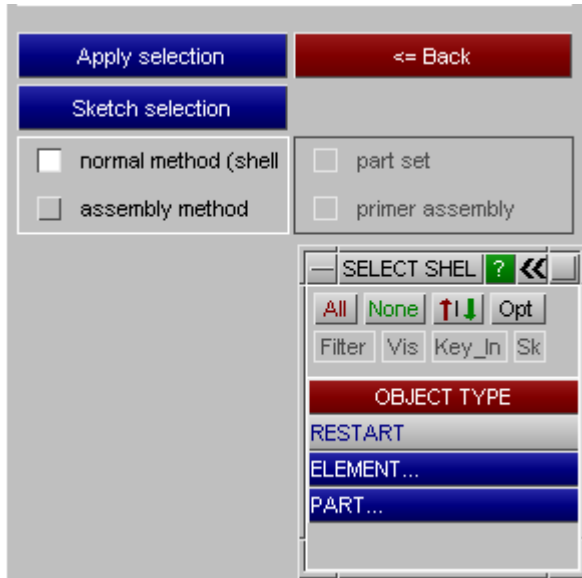 Apply selection
<= Back
Sketch selection
normal method (shell
part set
assembly method
primer assembly
SELECT SHEL ?
All None Opt
Filter Vis Key_In Sk
OBJECT TYPE
RESTART
ELEMENT...
PART...